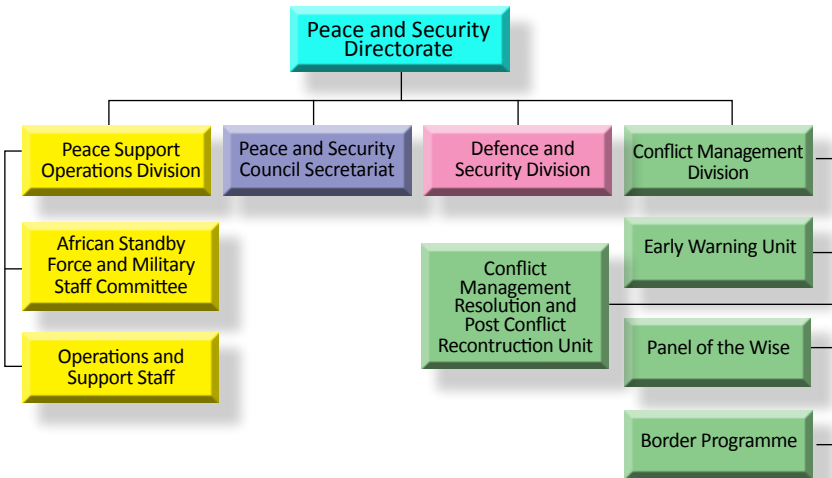 Peace and Security
Directorate
Peace Support
Operations Division
Peace and Security
Council Secretariat
Defence and
Security Division
Conflict Management
Division
African Standby
Force and Military
Staff Committee
Early Warning Unit
Conflict
Management
Resolution and
Post Conflict
Recontruction Unit
Operations and
Support Staff
Panel of the Wise
Border Programme